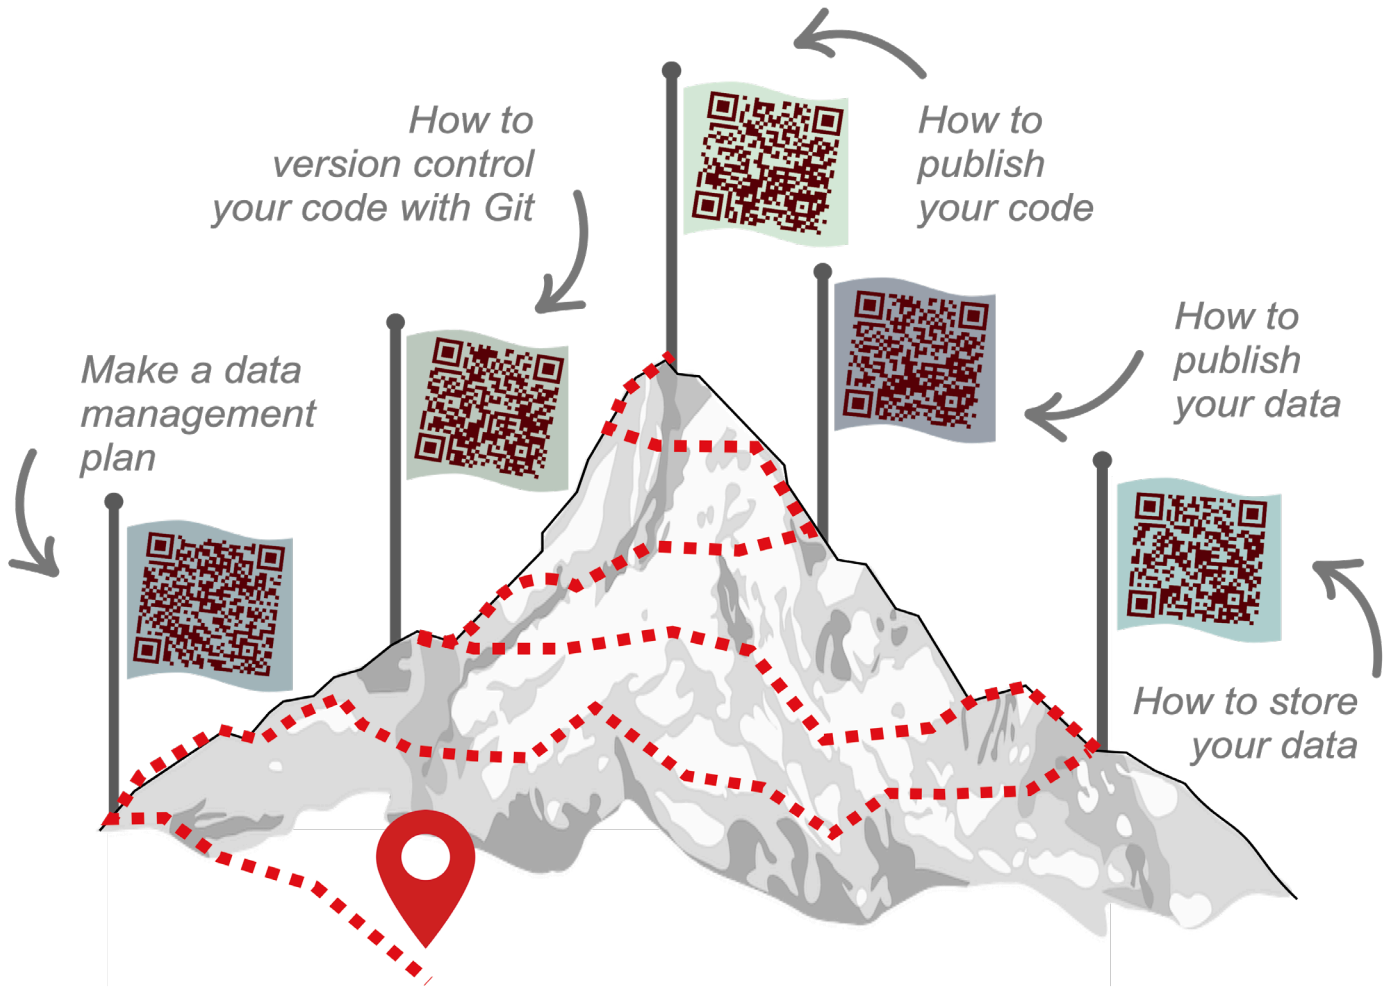 How to
version control
your code with Git
How to
publish
your code
Make a data
management
plan
How to
publish
your data
How to store
your data